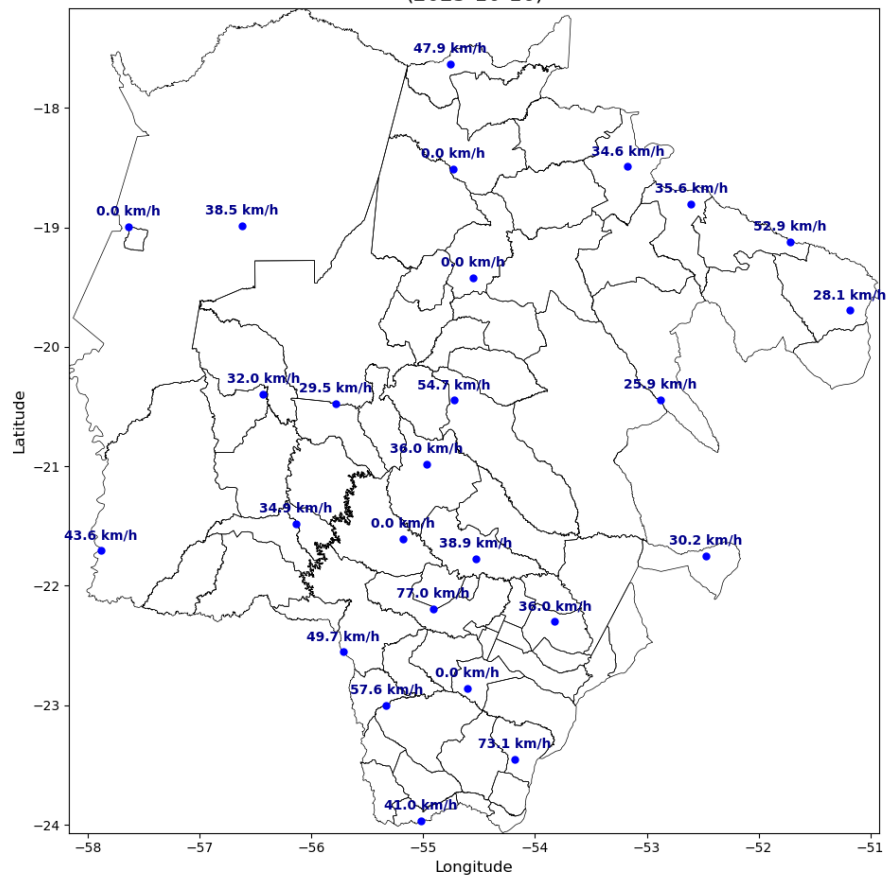 47.9 km/h
−18
0.0 km/h
34.6 km/h
35.6 km/h
0.0 km/h
38.5 km/h
52.9 km/h
−19
0.0 km/h
28.1 km/h
−20
32.0 km/h
29.5 km/h
54.7 km/h
25.9 km/h
36.0 km/h
−21
34.9 km/h
43.6 km/h
0.0 km/h
38.9 km/h
30.2 km/h
−22
77.0 km/h
36.0 km/h
49.7 km/h
0.0 km/h
57.6 km/h
−23
73.1 km/h
41.0 km/h
−24
Latitude
−58
−57
−56
−55
−54
−53
−52
−51
Longitude